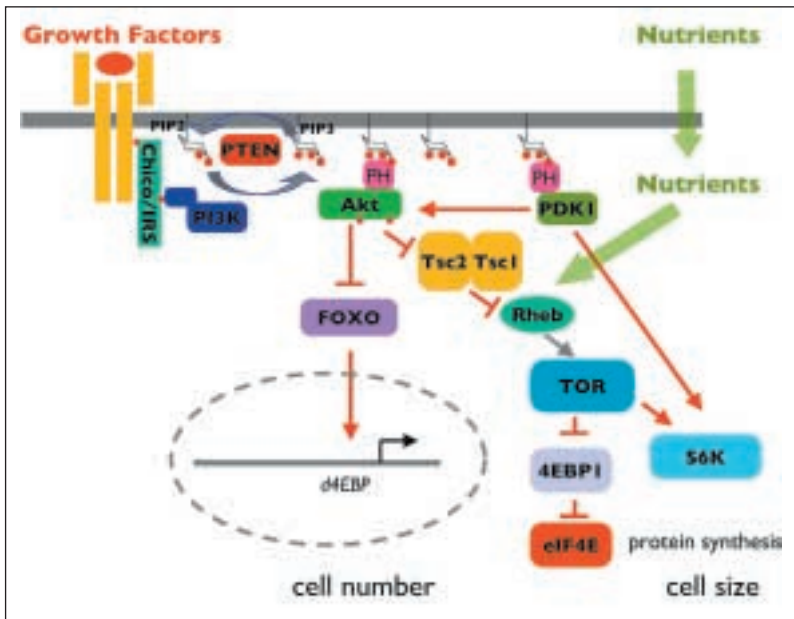 Growth Factors
Nutrients
PIP2
PIP3
PTEN
Chico/IRS
PI3K
PH
Akt
PH
PDK1
Nutrients
Tsc2 Tsc1
FOXO
Rheb
TOR
d4EBP
4EBP1
S6K
eIF4E
protein synthesis
cell number
cell size